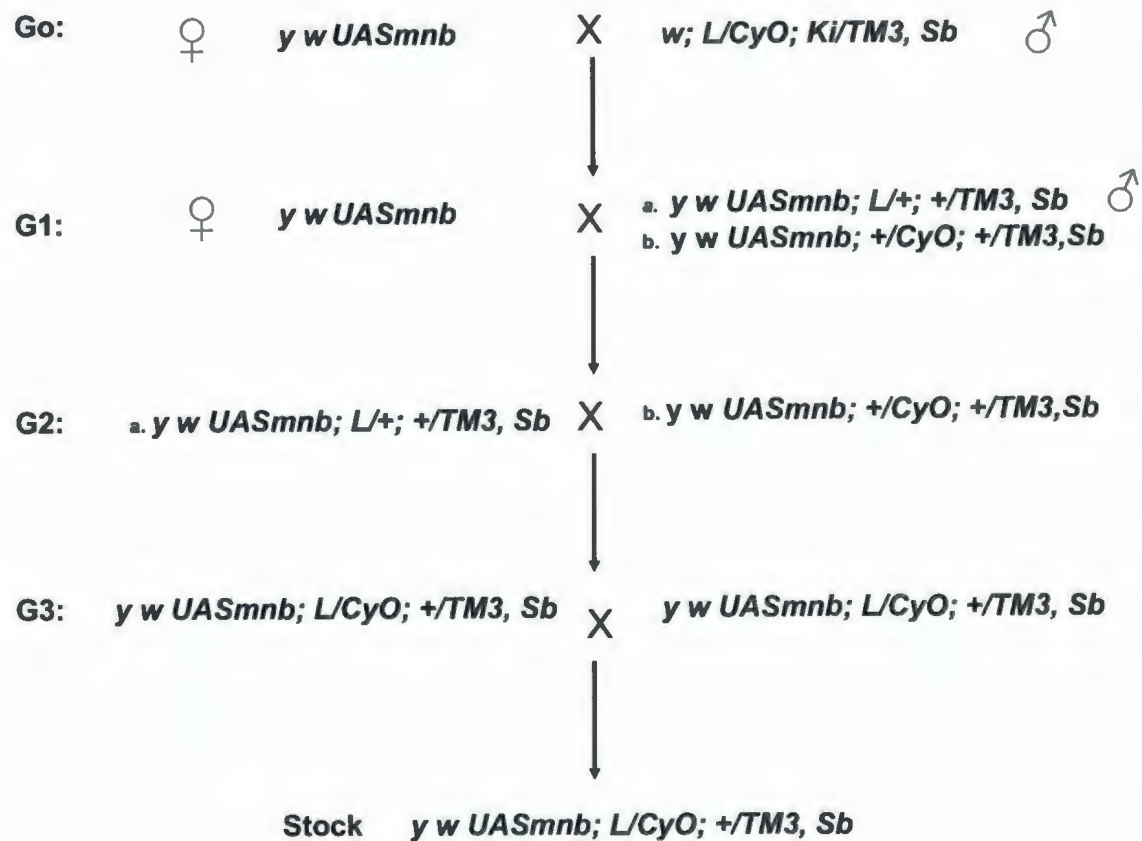 Go: ♀ y w UASmnb X w; L/CyO; Ki/TM3, Sb ♂
G1: ♀ y w UASmnb X a. y w UASmnb; L/+; +/TM3, Sb ♂
b. y w UASmnb; +/CyO; +/TM3,Sb
G2: a. y w UASmnb; L/+; +/TM3, Sb X b. y w UASmnb; +/CyO; +/TM3,Sb
G3: y w UASmnb; L/CyO; +/TM3, Sb X y w UASmnb; L/CyO; +/TM3, Sb
Stock y w UASmnb; L/CyO; +/TM3, Sb